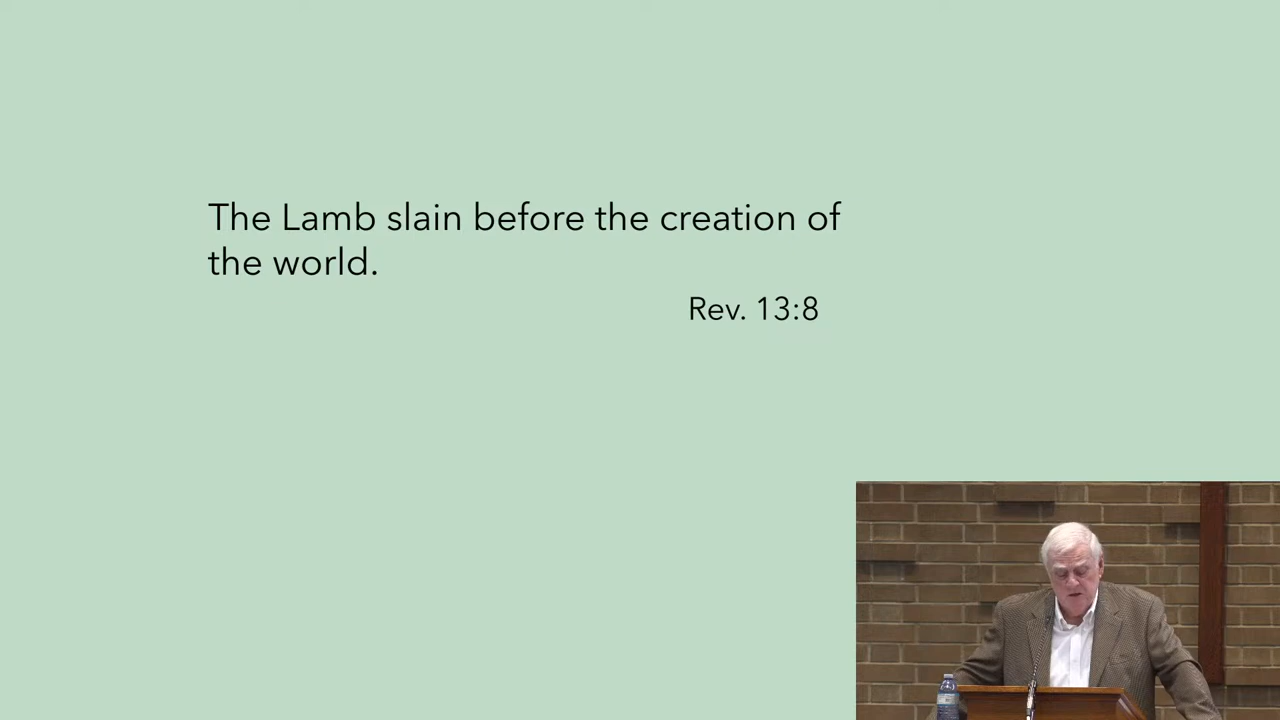 The Lamb slain before the creation of
the world.
Rev. 13:8